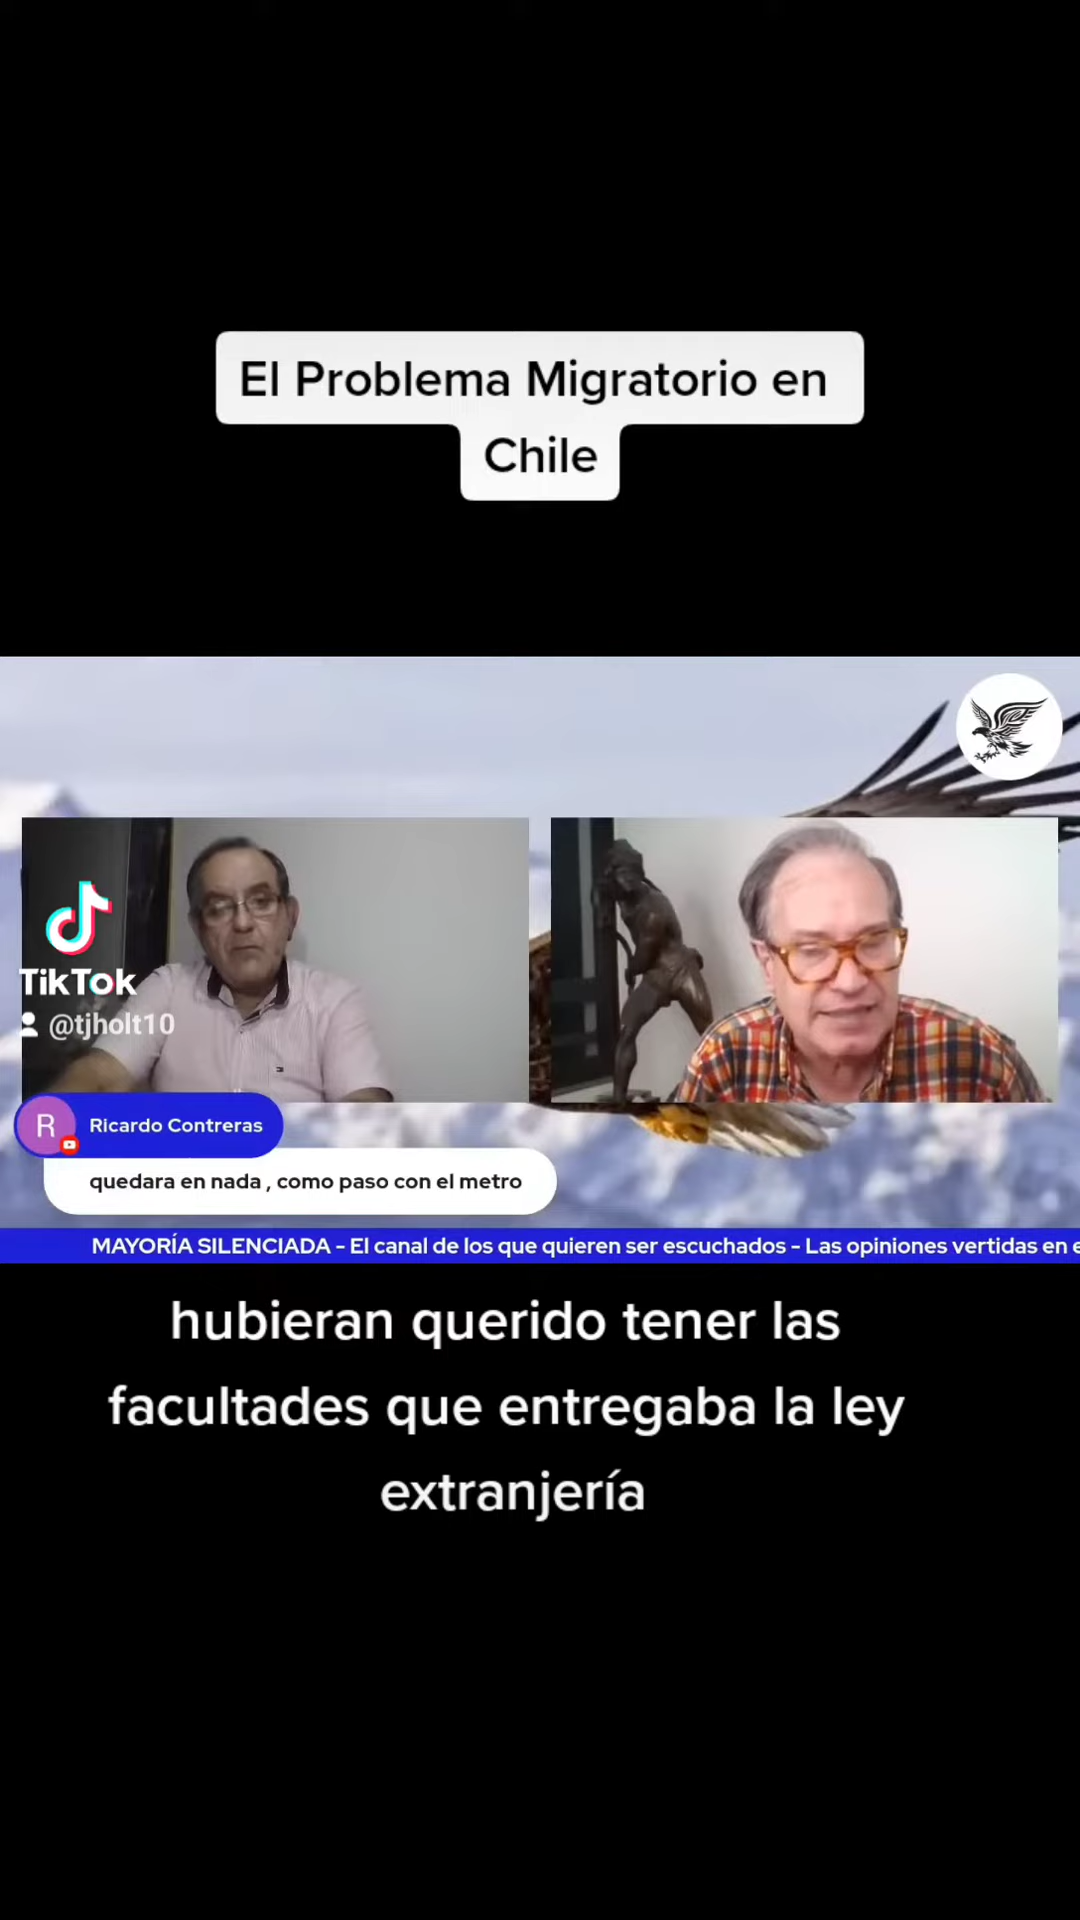 El Problema Migratorio en
Chile
TikTok
@tjholt10
R
Ricardo Contreras
quedara en nada , como paso con el metro
MAYORÍA SILENCIADA - El canal de los que quieren ser escuchados - Las opiniones vertidas en
hubieran querido tener las
facultades que entregaba la ley
extranjería